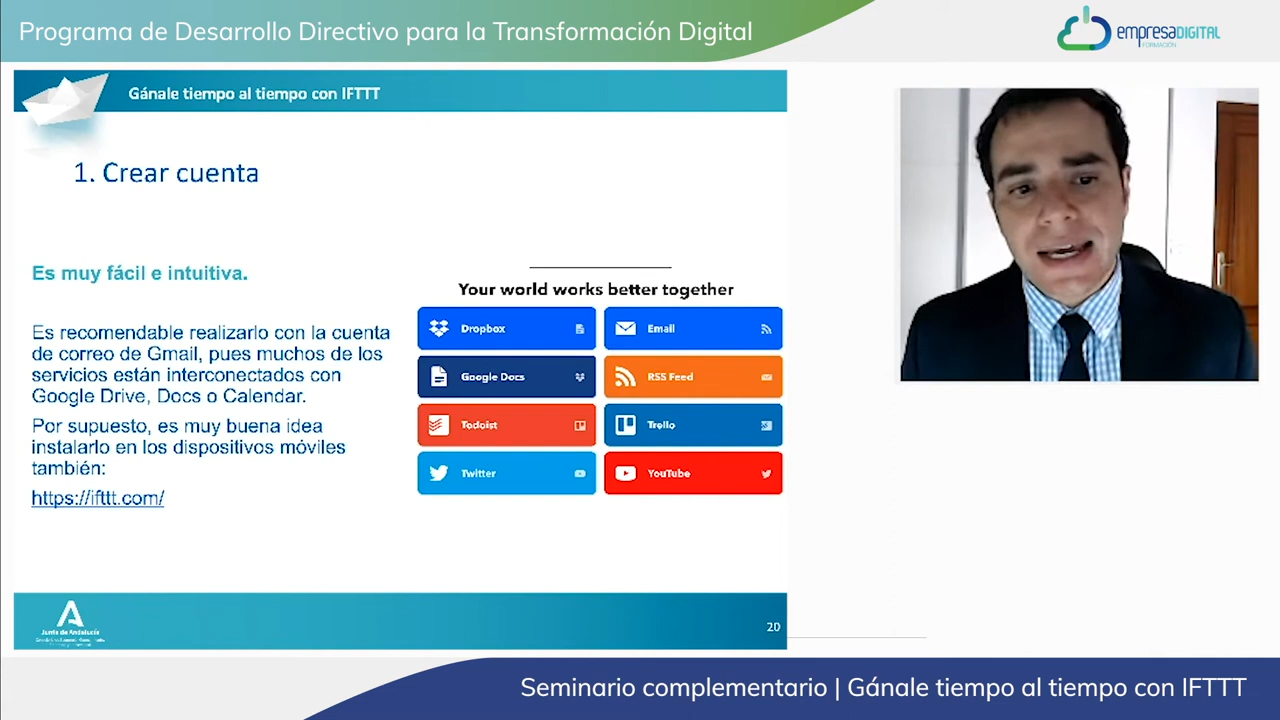 Programa de Desarrollo Directivo para la Transformación Digital
empresaDIGITAL
FORMACIÓN
Gánale tiempo al tiempo con IFTTT
1. Crear cuenta
Es muy fácil e intuitiva.
Es recomendable realizarlo con la cuenta
de correo de Gmail, pues muchos de los
servicios están interconectados con
Google Drive, Docs o Calendar.
Por supuesto, es muy buena idea
instalarlo en los dispositivos móviles
también:
https://ifttt.com/
Your world works better together
Dropbox
Email
Google Docs
RSS Feed
Todoist
Trello
Twitter
YouTube
Junta de Andalucía
20
Seminario complementario | Gánale tiempo al tiempo con IFTTT